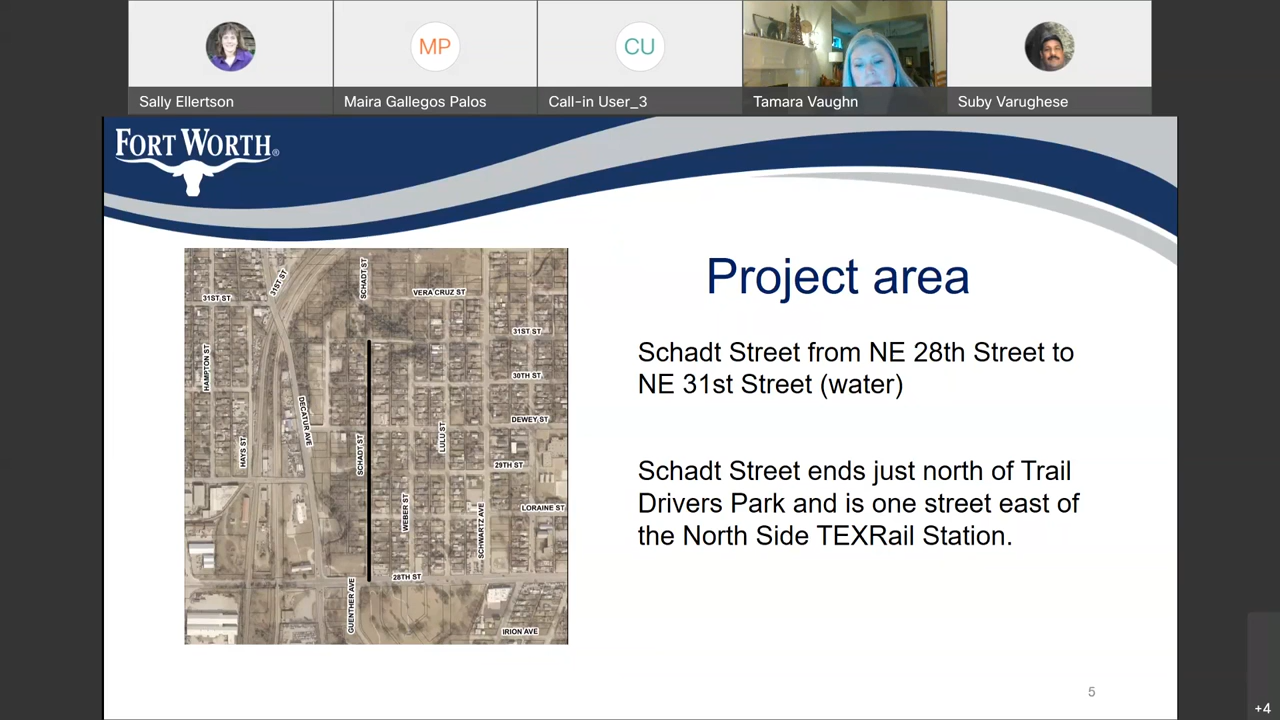 MP
CU
Sally Ellertson
Maira Gallegos Palos
Call-in User_3
Tamara Vaughn
Suby Varughese
FORT WORTH®
Project area
Schadt Street from NE 28th Street to
NE 31st Street (water)
Schadt Street ends just north of Trail
Drivers Park and is one street east of
the North Side TEXRail Station.
31ST ST
31ST ST
SCHADT ST
VERA CRUZ ST
31ST ST
HAMPTON ST
30TH ST
DECATUR AVE
DEWEY ST
HAYS ST
SCHADT ST
LULU ST
29TH ST
WEBER ST
SCHWARTZ AVE
LORAINE ST
28TH ST
GUENTHER AVE
IRION AVE
5
+4